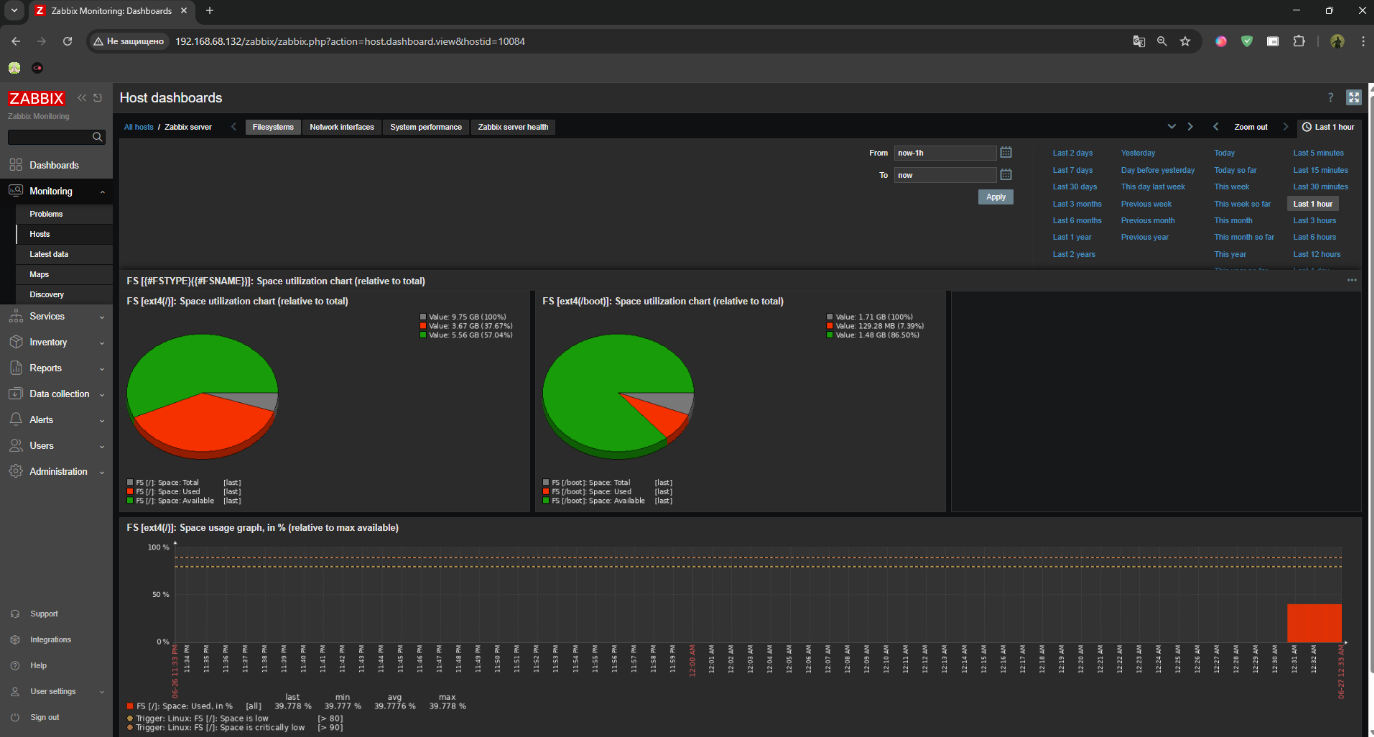 Zabbix Monitoring: Dashboards
Не защищено
192.168.68.132/zabbix/zabbix.php?action=host.dashboard.view&hostid=10084
ZABBIX
Zabbix Monitoring
Dashboards
Monitoring
Problems
Hosts
Latest data
Maps
Discovery
Services
Inventory
Reports
Data collection
Alerts
Users
Administration
Support
Integrations
Help
User settings
Sign out
Host dashboards
?
All hosts / Zabbix server
Filesystems Network interfaces System performance Zabbix server health
Zoom out
Last 1 hour
From now-1h
To now
Apply
Last 2 days Yesterday Today Last 5 minutes
Last 7 days Day before yesterday Today so far Last 15 minutes
Last 30 days This day last week This week Last 30 minutes
Last 3 months Previous week This week so far Last 1 hour
Last 6 months Previous month This month Last 3 hours
Last 1 year Previous year This month so far Last 6 hours
Last 2 years This year Last 12 hours
FS [{#FSTYPE}({#FSNAME})]: Space utilization chart (relative to total)
FS [ext4(/)]: Space utilization chart (relative to total)
Value: 9.75 GB (100%)
Value: 3.67 GB (37.67%)
Value: 5.56 GB (57.04%)
FS [/]: Space: Total [last]
FS [/]: Space: Used [last]
FS [/]: Space: Available [last]
FS [ext4(/boot)]: Space utilization chart (relative to total)
Value: 1.71 GB (100%)
Value: 129.28 MB (7.39%)
Value: 1.48 GB (86.50%)
FS [/boot]: Space: Total [last]
FS [/boot]: Space: Used [last]
FS [/boot]: Space: Available [last]
FS [ext4(/)]: Space usage graph, in % (relative to max available)
100 %
50 %
0 %
06-26 11:33 PM
11:34 PM
11:35 PM
11:36 PM
11:37 PM
11:38 PM
11:39 PM
11:40 PM
11:41 PM
11:42 PM
11:43 PM
11:44 PM
11:45 PM
11:46 PM
11:47 PM
11:48 PM
11:49 PM
11:50 PM
11:51 PM
11:52 PM
11:53 PM
11:54 PM
11:55 PM
11:56 PM
11:57 PM
11:58 PM
11:59 PM
12:00 AM
12:01 AM
12:02 AM
12:03 AM
12:04 AM
12:05 AM
12:06 AM
12:07 AM
12:08 AM
12:09 AM
12:10 AM
12:11 AM
12:12 AM
12:13 AM
12:14 AM
12:15 AM
12:16 AM
12:17 AM
12:18 AM
12:19 AM
12:20 AM
12:21 AM
12:22 AM
12:23 AM
12:24 AM
12:25 AM
12:26 AM
12:27 AM
12:28 AM
12:29 AM
12:30 AM
12:31 AM
12:32 AM
06-27 12:33 AM
last min avg max
FS [/]: Space: Used, in % [all] 39.778 % 39.777 % 39.7776 % 39.778 %
Trigger: Linux: FS [/]: Space is low [> 80]
Trigger: Linux: FS [/]: Space is critically low [> 90]